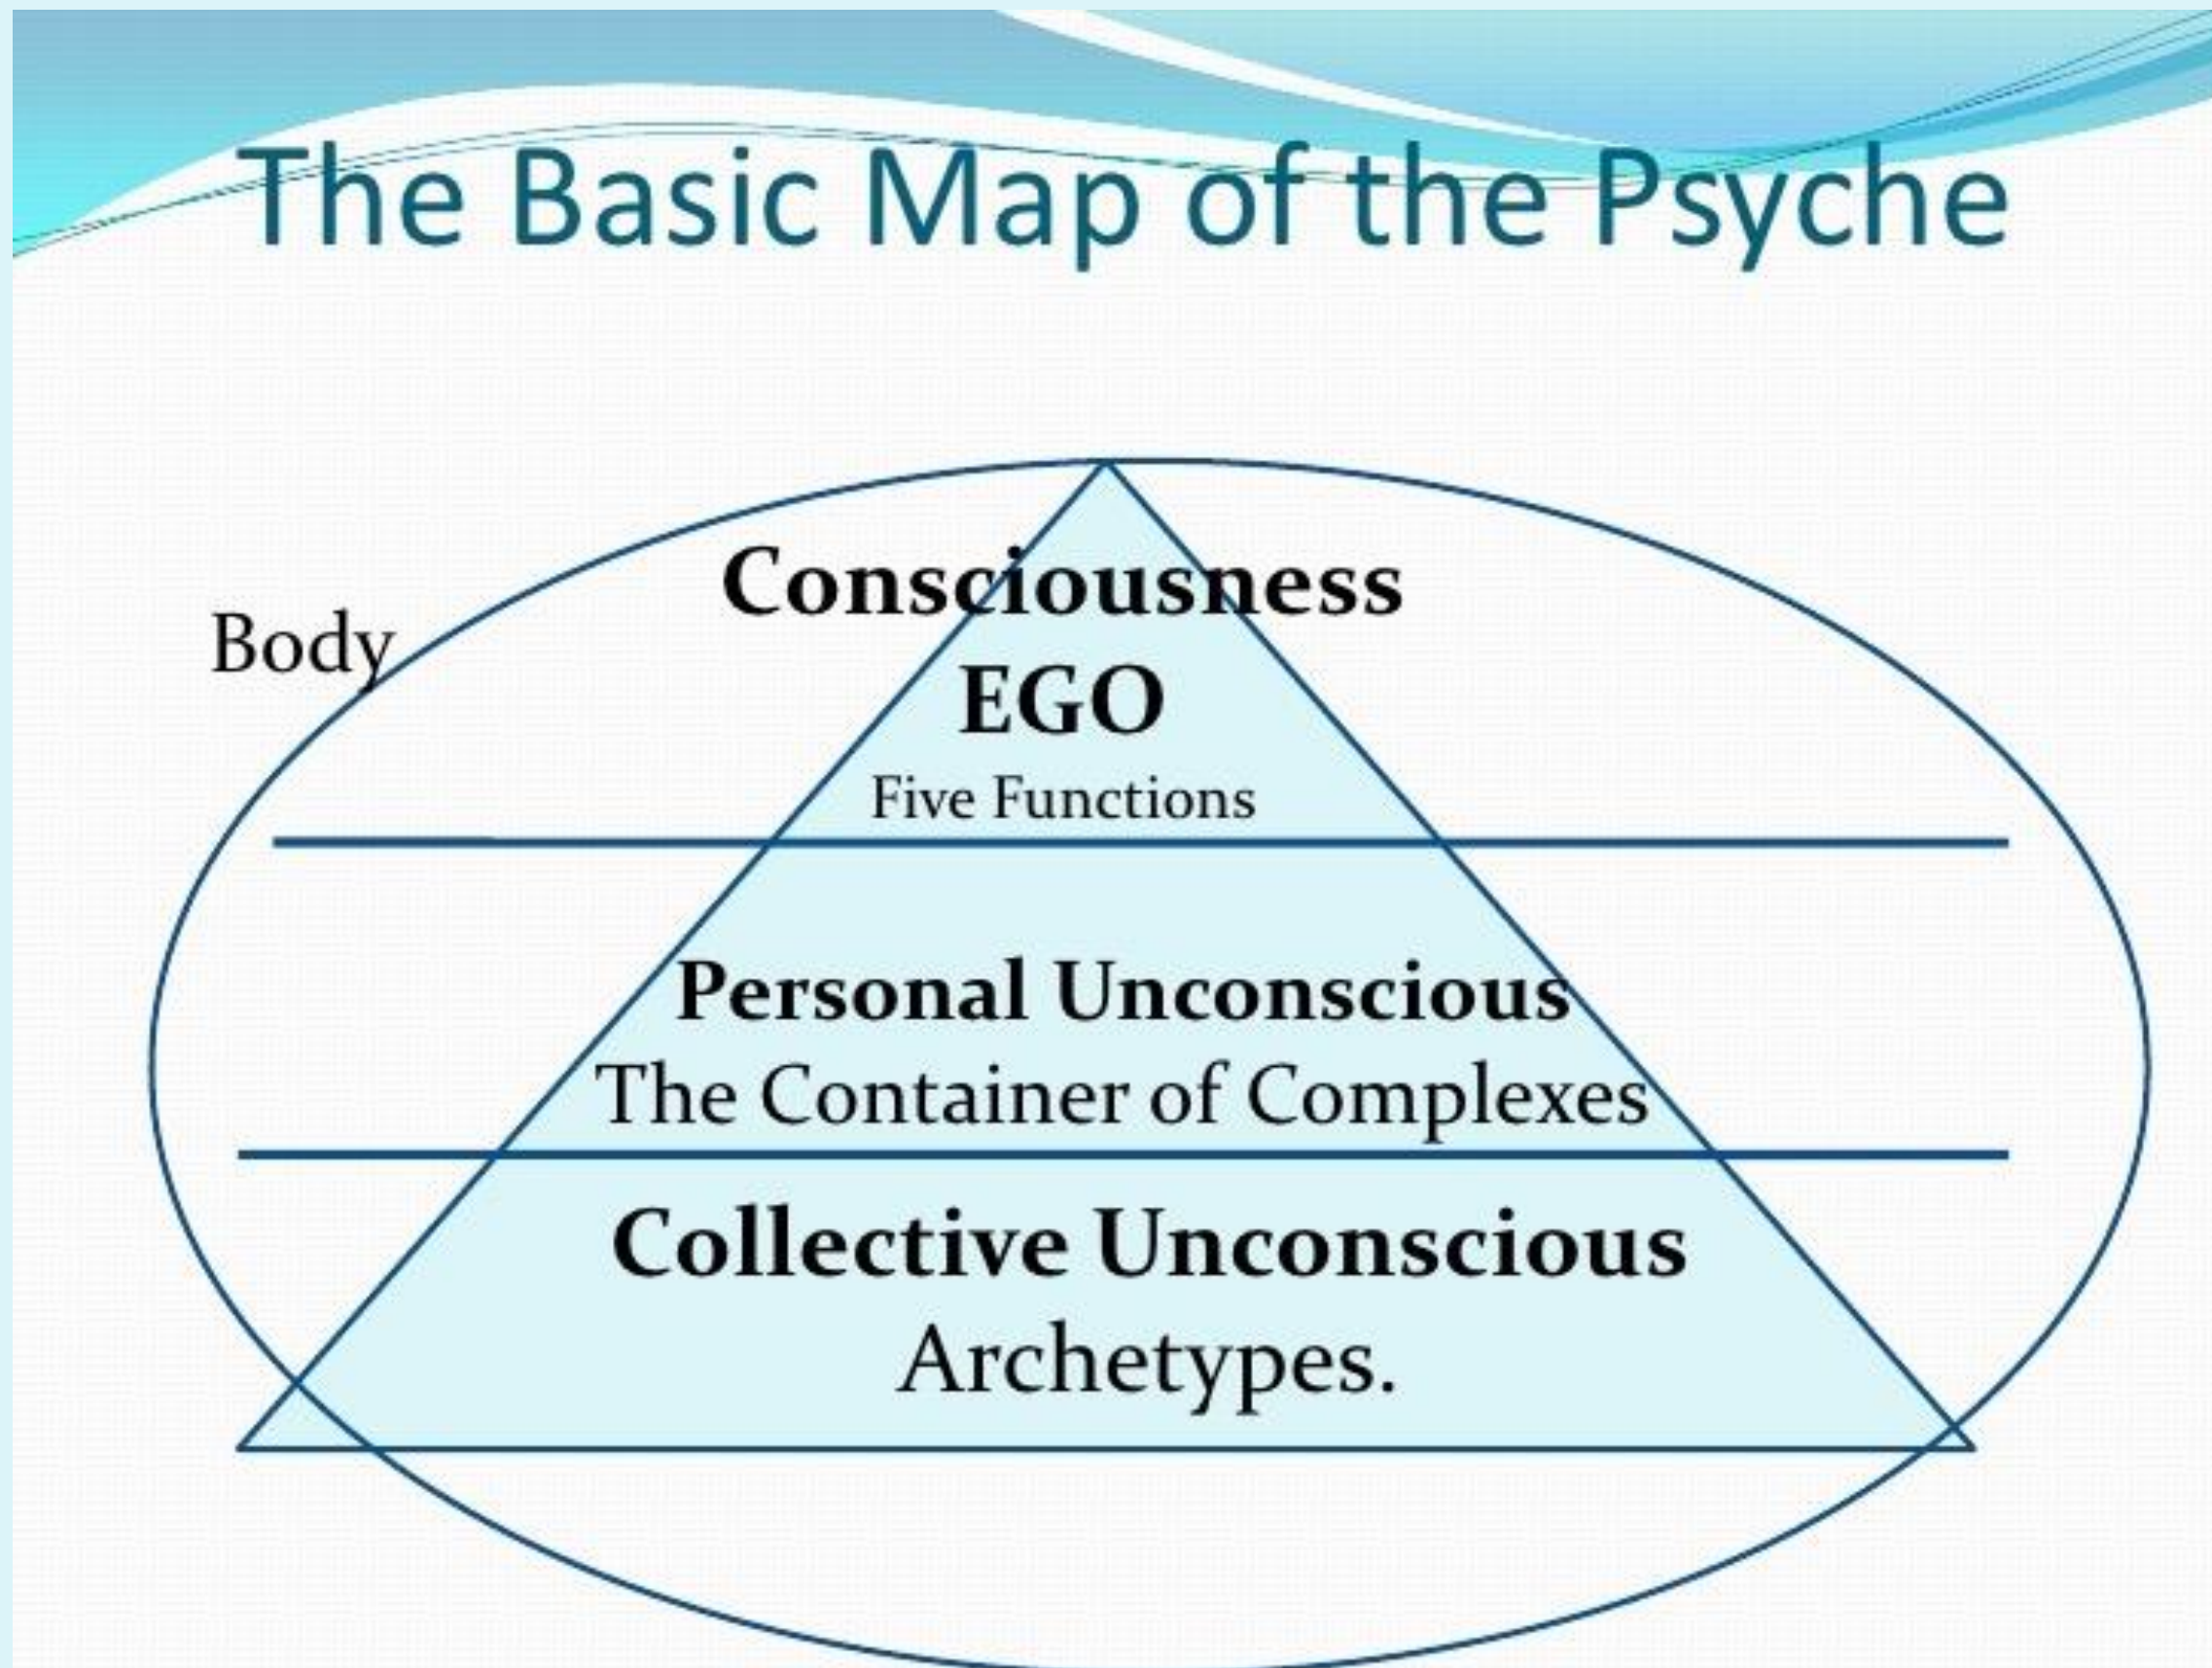 The Basic Map of the Psyche
Body
Consciousness
EGO
Five Functions
Personal Unconscious
The Container of Complexes
Collective Unconscious
Archetypes.